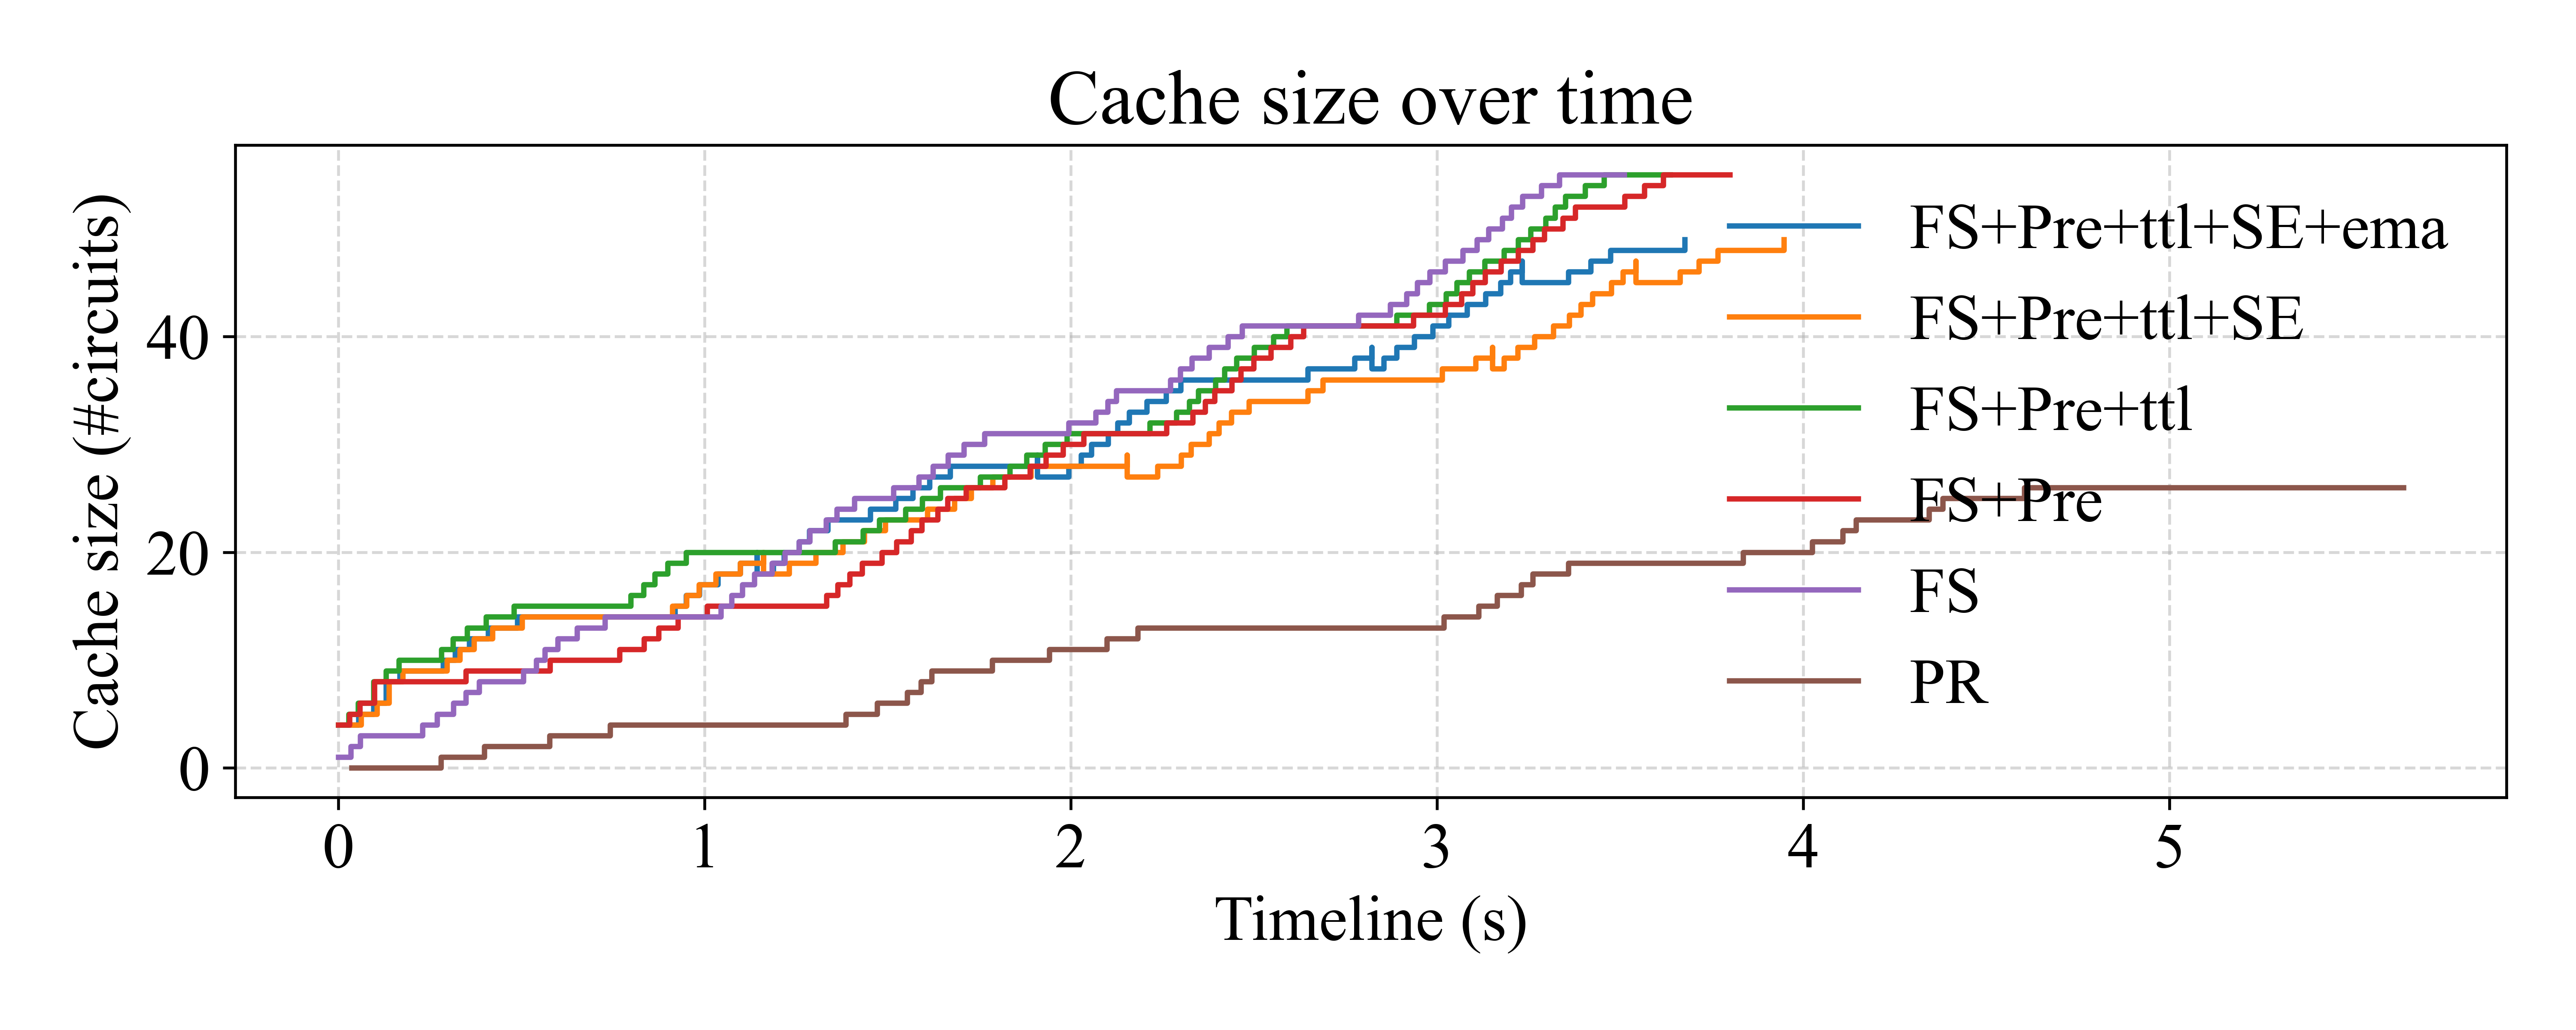 Cache size over time
Cache size (#circuits)
40
20
0
FS+Pre+ttl+SE+ema
FS+Pre+ttl+SE
FS+Pre+ttl
FS+Pre
FS
PR
0 1 2 3 4 5
Timeline (s)